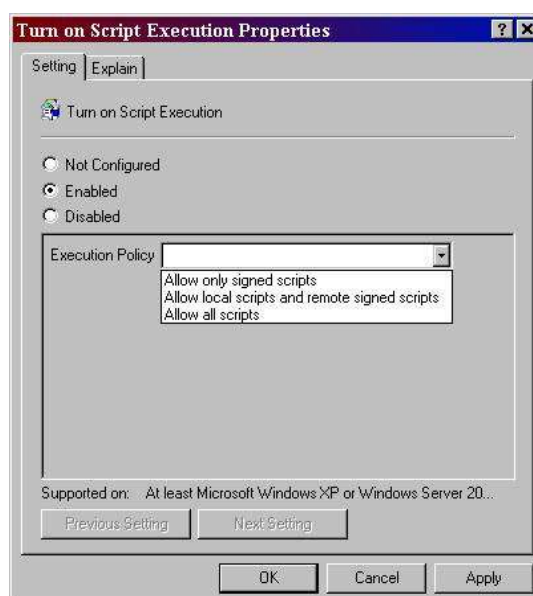 Turn on Script Execution Properties
Setting
Explain
Turn on Script Execution
Not Configured
Enabled
Disabled
Execution Policy
Allow only signed scripts
Allow local scripts and remote signed scripts
Allow all scripts
Supported on: At least Microsoft Windows XP or Windows Server 20...
Previous Setting
Next Setting
OK
Cancel
Apply